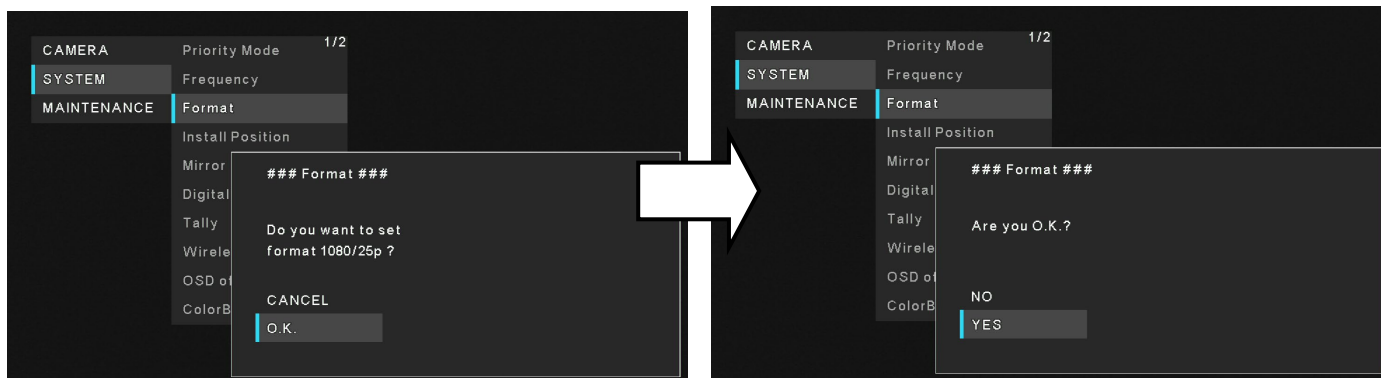 1/2
CAMERA
Priority Mode
SYSTEM
Frequency
MAINTENANCE
Format
Install Position
Mirror
Digital
Tally
Wirele
OSD of
ColorB
### Format ###
Do you want to set
format 1080/25p ?
CANCEL
O.K.
1/2
CAMERA
Priority Mode
SYSTEM
Frequency
MAINTENANCE
Format
Install Position
Mirror
Digital
Tally
Wirele
OSD of
ColorB
### Format ###
Are you O.K.?
NO
YES